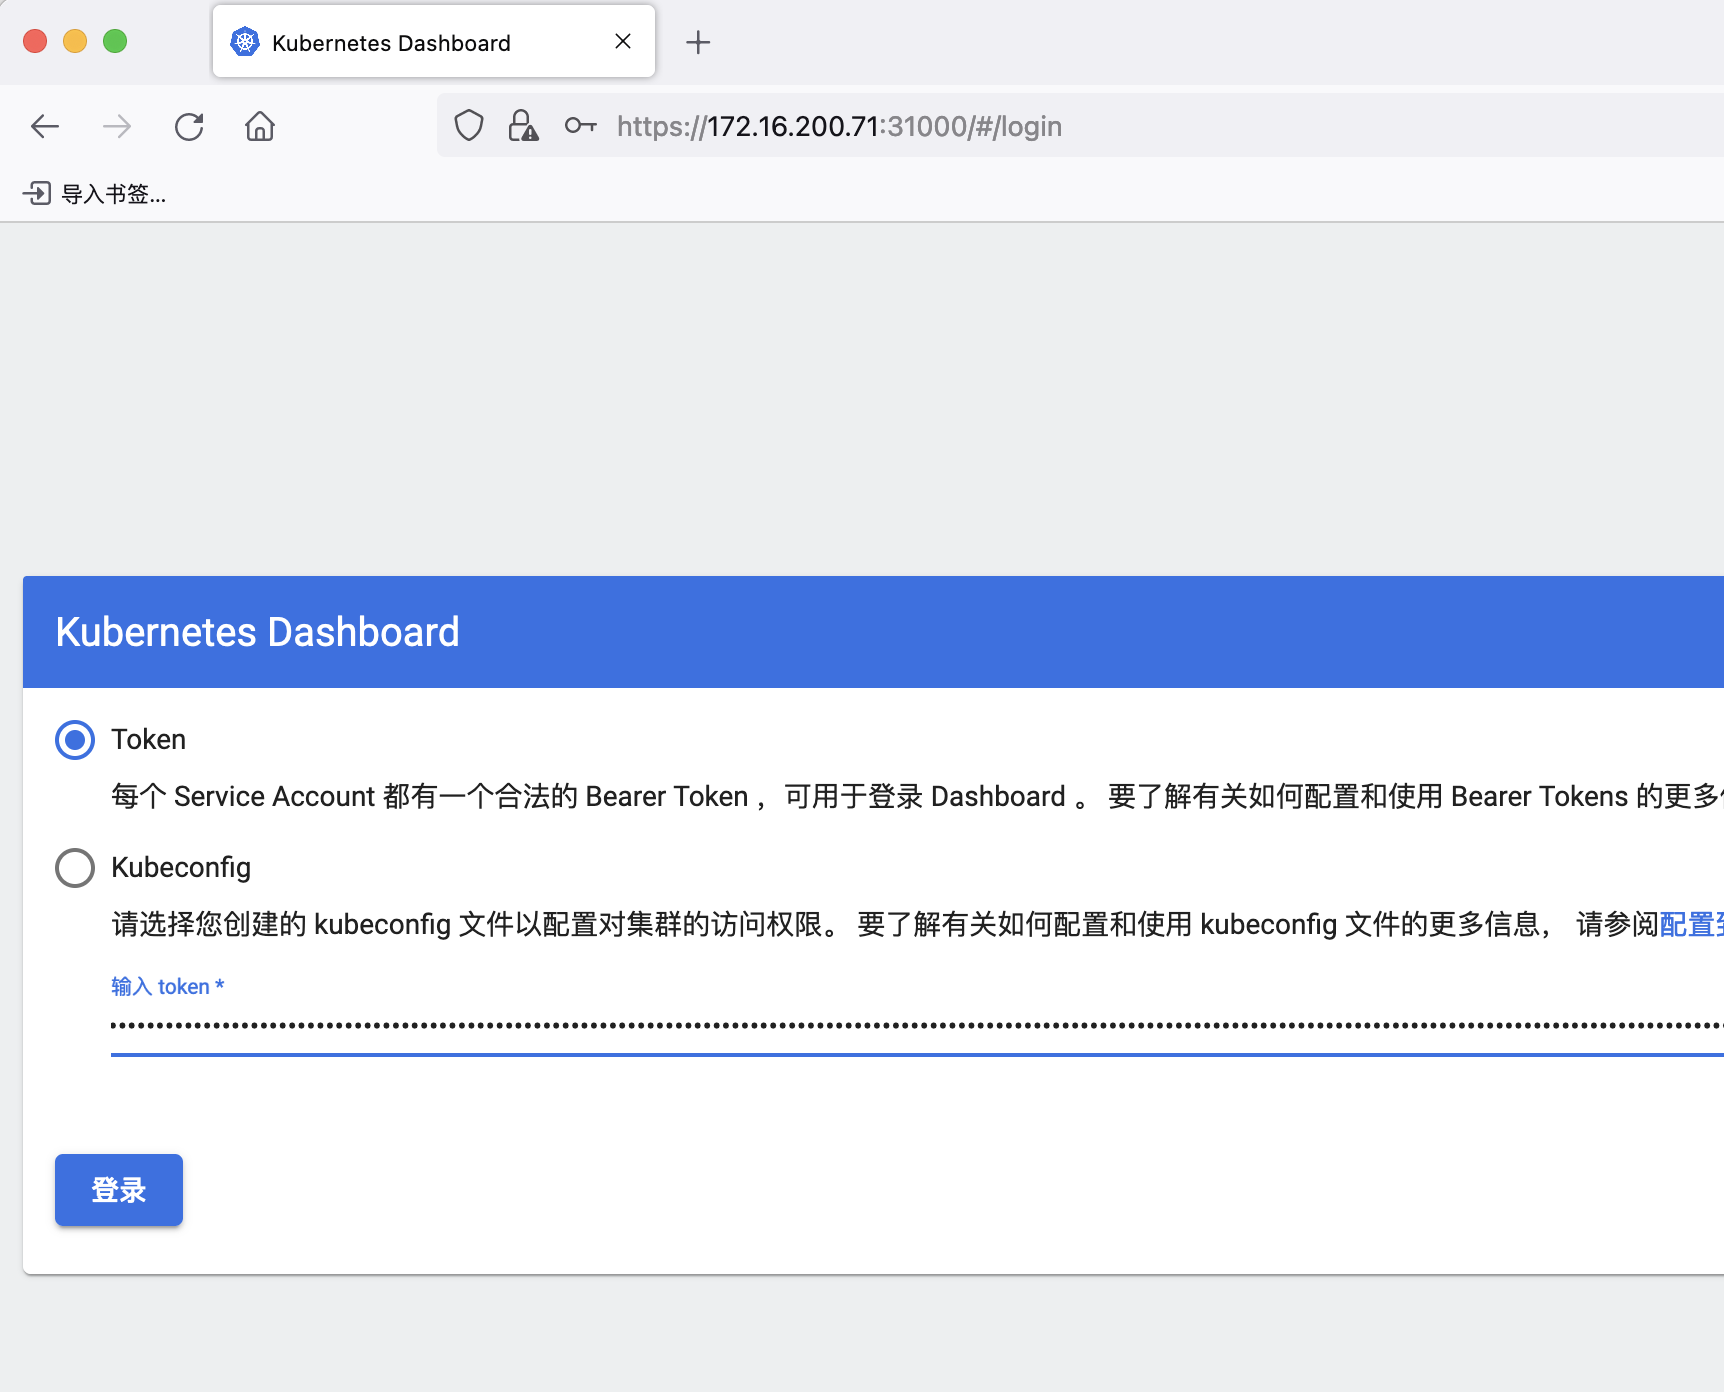 Kubernetes Dashboard
https://172.16.200.71:31000/#/login
导入书签...
Kubernetes Dashboard
Token
每个 Service Account 都有一个合法的 Bearer Token ，可用于登录 Dashboard 。 要了解有关如何配置和使用 Bearer Tokens 的更多
Kubeconfig
请选择您创建的 kubeconfig 文件以配置对集群的访问权限。 要了解有关如何配置和使用 kubeconfig 文件的更多信息， 请参阅配置
输入 token *
登录